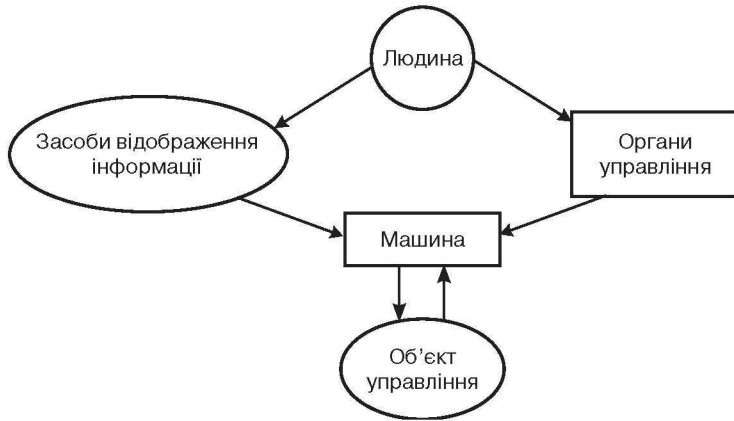 Людина
Засоби відображення
інформації
Органи
управління
Машина
Об’єкт
управління